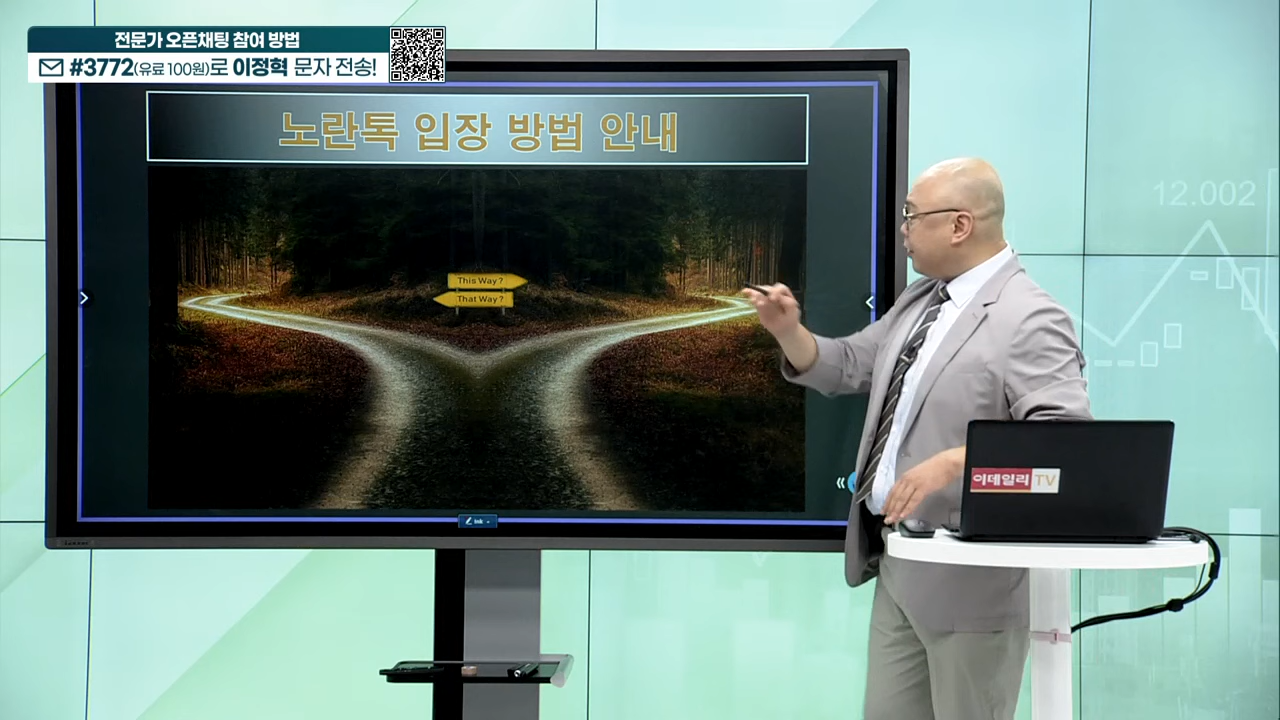 전문가 오픈채팅 참여 방법
#3772(유료 100원)로 이정혁 문자 전송!
노란톡 입장 방법 안내
12.002
This Way ?
That Way ?
이데일리 TV
Ink